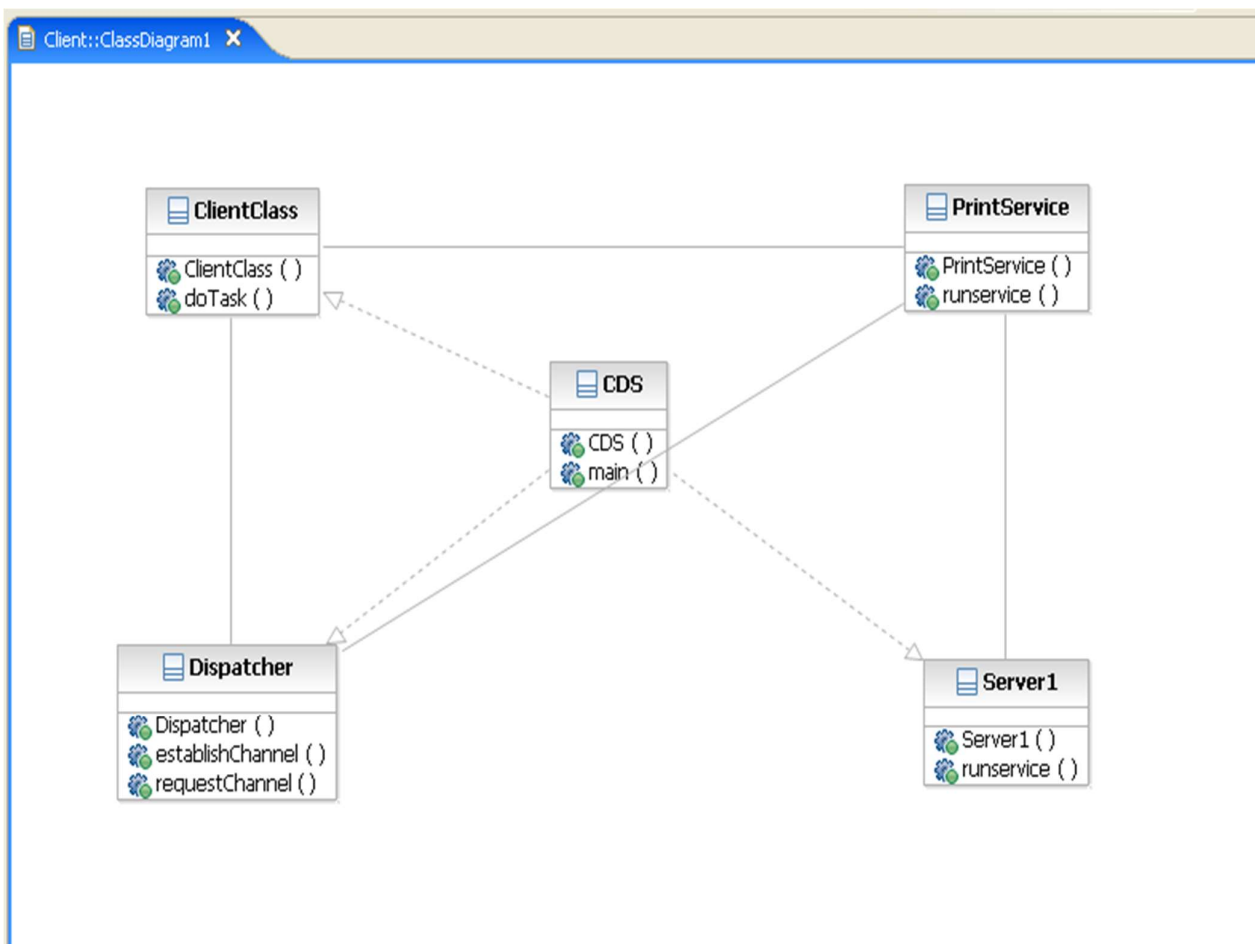 Client::ClassDiagram1
ClientClass
ClientClass ( )
doTask ( )
PrintService
PrintService ( )
runservice ( )
CDS
CDS ( )
main ( )
Dispatcher
Dispatcher ( )
establishChannel ( )
requestChannel ( )
Server1
Server1 ( )
runservice ( )